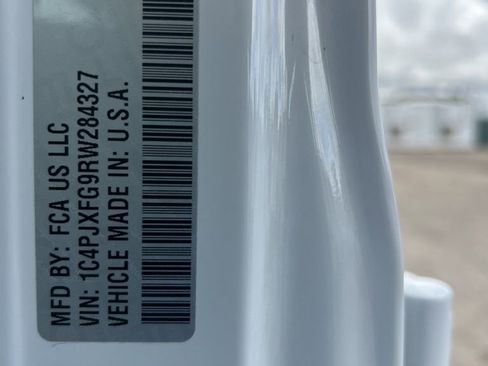 MFD BY: FCA US LLC
VIN: 1C4PJXFG9RW284327
VEHICLE MADE IN: U.S.A.